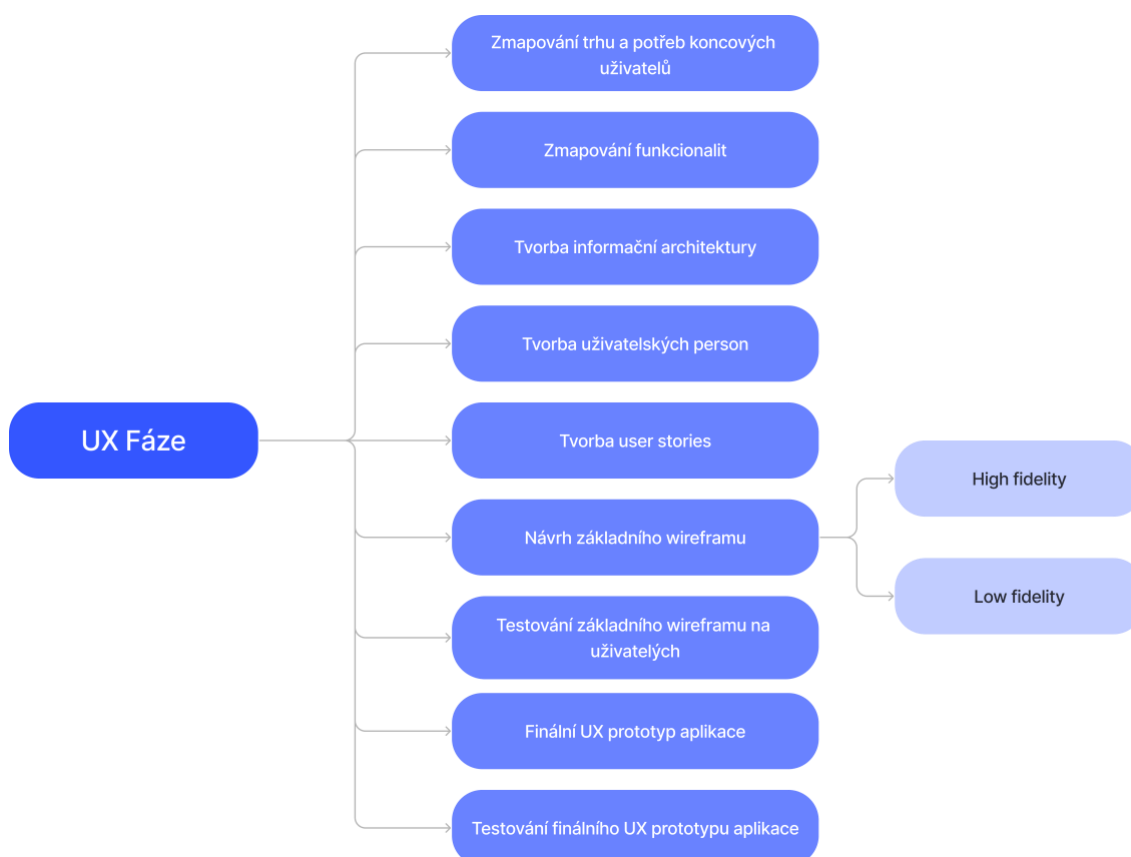 Zmapování trhu a potřeb koncových
uživatelů
Zmapování funkcionalit
Tvorba informační architektury
Tvorba uživatelských person
UX Fáze
Tvorba user stories
High fidelity
Návrh základního wireframu
Low fidelity
Testování základního wireframu na
uživatelých
Finální UX prototyp aplikace
Testování finálního UX prototypu aplikace